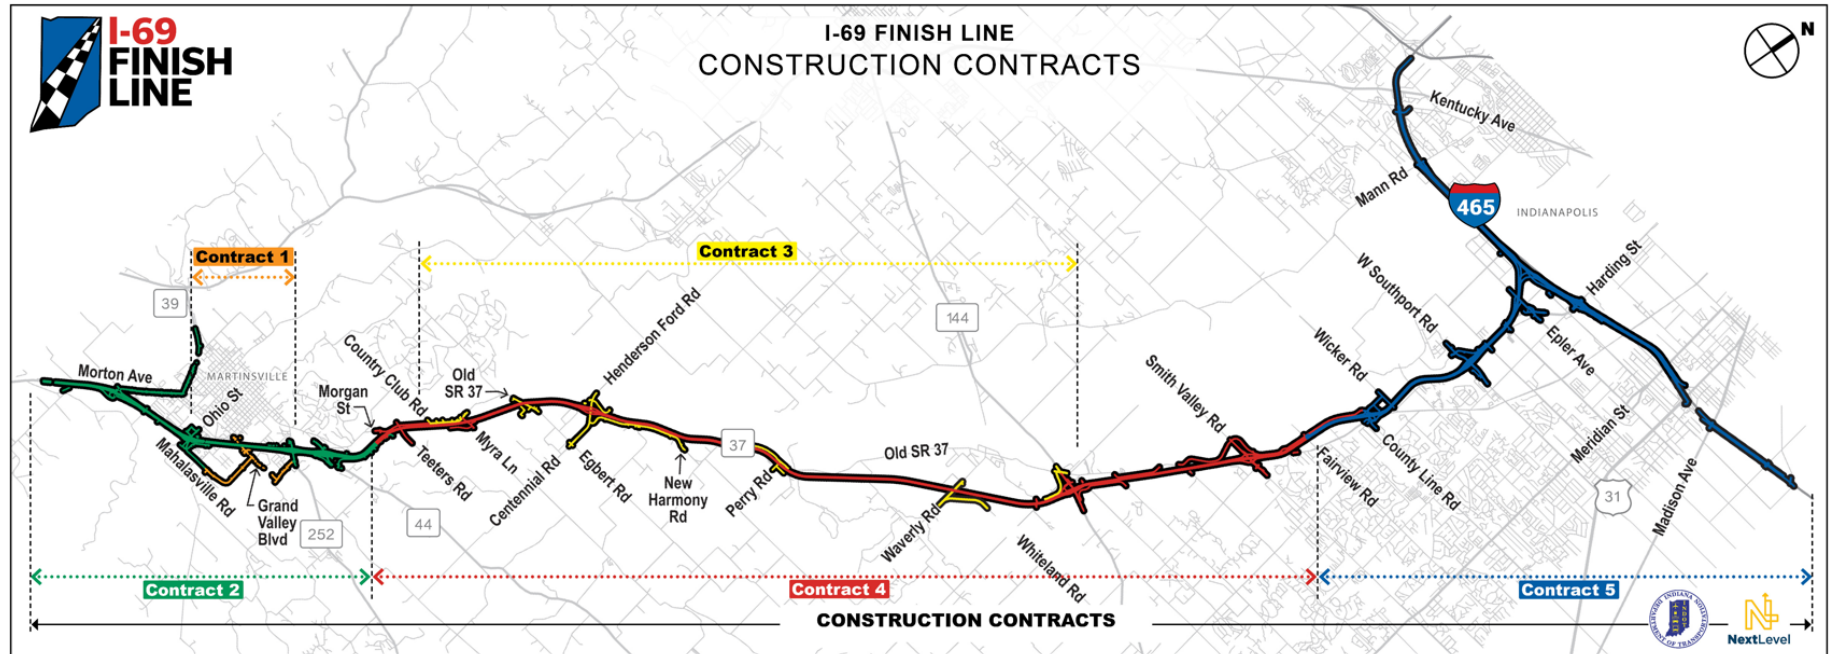 I-69
FINISH
LINE
I-69 FINISH LINE
CONSTRUCTION CONTRACTS
N
Kentucky Ave
Mann Rd
465
INDIANAPOLIS
Harding St
W Southport Rd
Epler Ave
Wicker Rd
Smith Valley Rd
Contract 1
Contract 3
39
144
Henderson Ford Rd
Morton Ave
MARTINSVILLE
Ohio St
Country Club Rd
Old
SR 37
Morgan
St
Mahalasville Rd
Grand
Valley
Blvd
252
44
Teeters Rd
Myra Ln
Centennial Rd
Egbert Rd
New
Harmony
Rd
37
Perry Rd
Old SR 37
Waverly Rd
Whiteland Rd
Fairview Rd
County Line Rd
Meridian St
31
Madison Ave
Contract 2
Contract 4
Contract 5
CONSTRUCTION CONTRACTS
INDIANA
DEPARTMENT OF TRANSPORTATION
NextLevel